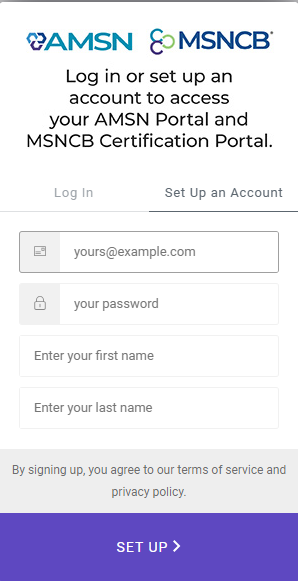 AMSN MSNCB®
Log in or set up an
account to access
your AMSN Portal and
MSNCB Certification Portal.
Log In Set Up an Account
yours@example.com
your password
Enter your first name
Enter your last name
By signing up, you agree to our terms of service and
privacy policy.
SET UP >